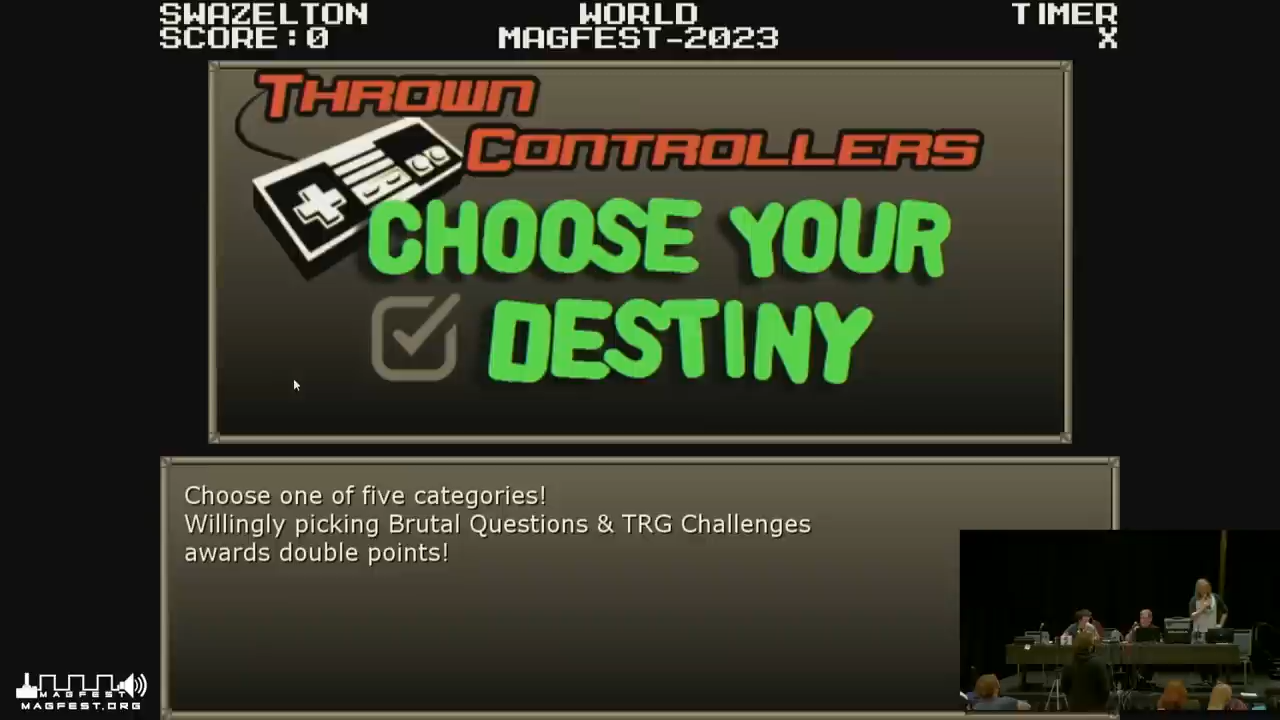 SWAZELTON
SCORE:0
WORLD
MAGFEST-2023
TIMER
X
THROWN
CONTROLLERS
CHOOSE YOUR
DESTINY
Choose one of five categories!
Willingly picking Brutal Questions & TRG Challenges
awards double points!
MAGFEST
MAGFEST.ORG